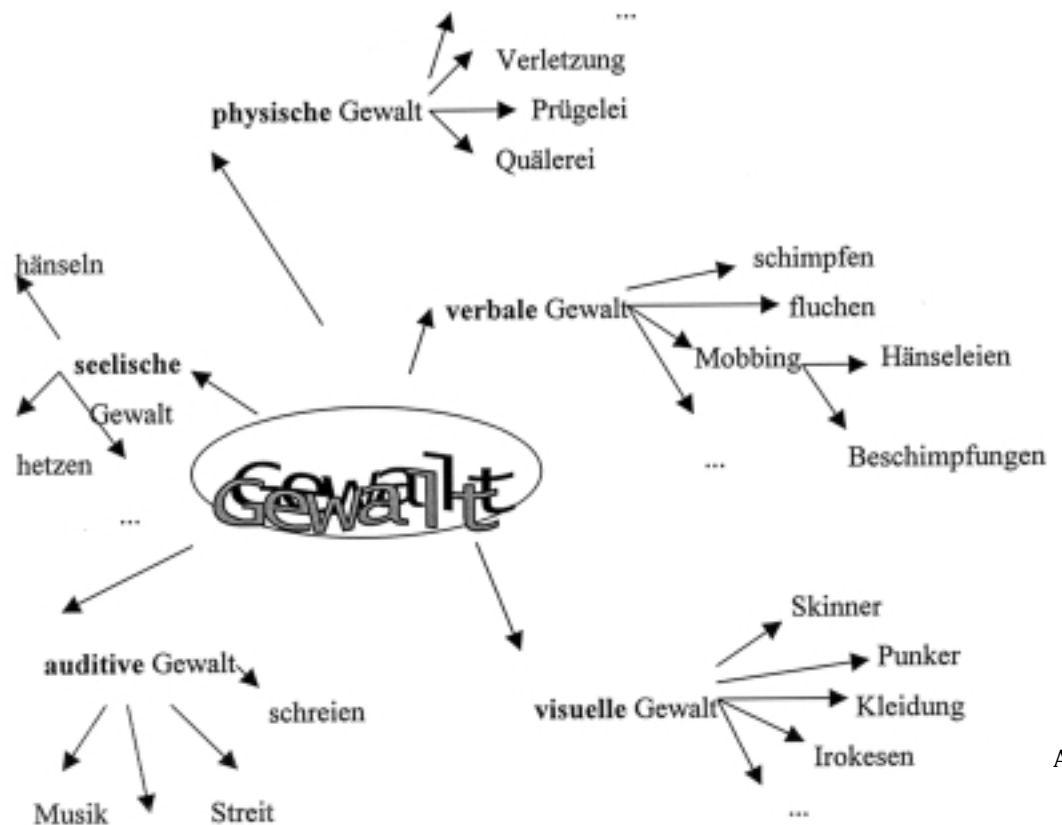 ...
Verletzung
physische Gewalt
Prügelei
Quälerei
hänseln
schimpfen
verbale Gewalt
fluchen
Mobbing
Hänseleien
seelische
Gewalt
hetzen
...
Beschimpfungen
...
Gewalt
Skinner
auditive Gewalt
Punker
schreien
visuelle Gewalt
Kleidung
Irokesen
Musik
Streit
...
A